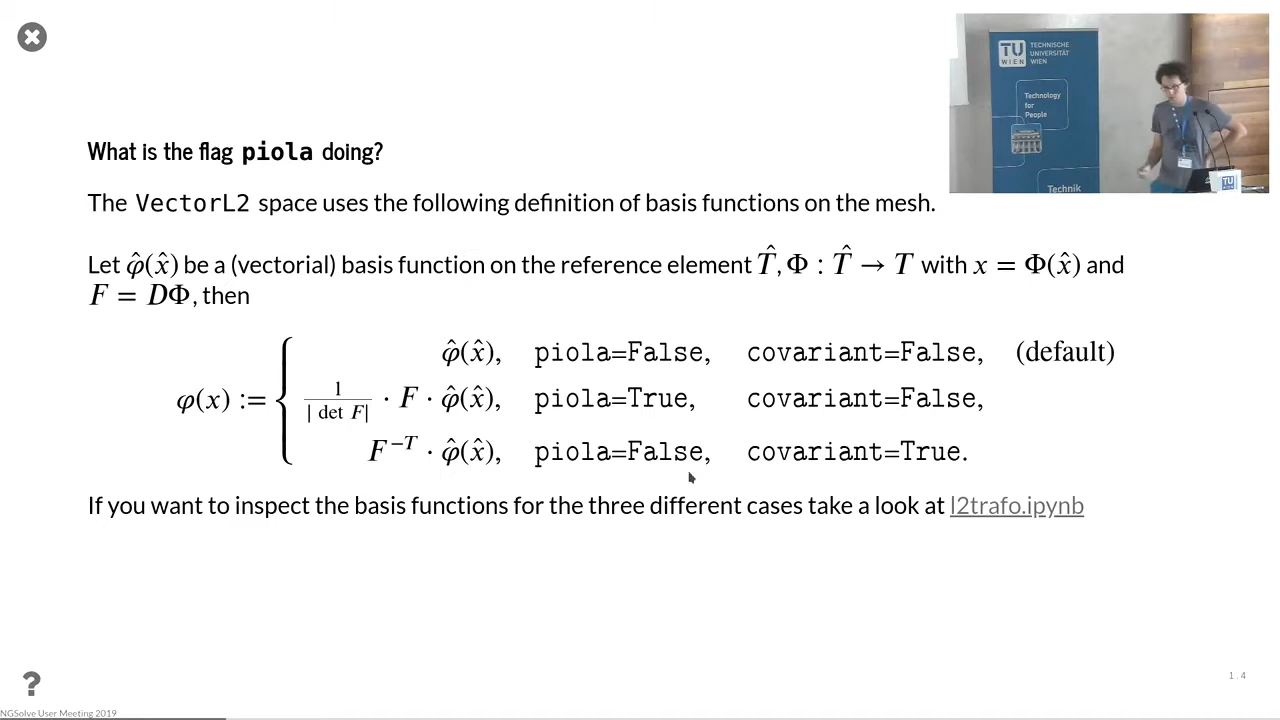 TU
WIEN
TECHNISCHE
UNIVERSITÄT
WIEN
Technology
for
People
Technik
TU
What is the flag piola doing?
The VectorL2 space uses the following definition of basis functions on the mesh.
Let φ̂(x̂) be a (vectorial) basis function on the reference element T̂, Φ : T̂ → T with x = Φ(x̂) and
F = DΦ, then
φ(x) := { φ̂(x̂), piola=False, covariant=False, (default)
1/|det F| · F · φ̂(x̂), piola=True, covariant=False,
F^{-T} · φ̂(x̂), piola=False, covariant=True.
If you want to inspect the basis functions for the three different cases take a look at l2trafo.ipynb
?
1.4
NGSolve User Meeting 2019